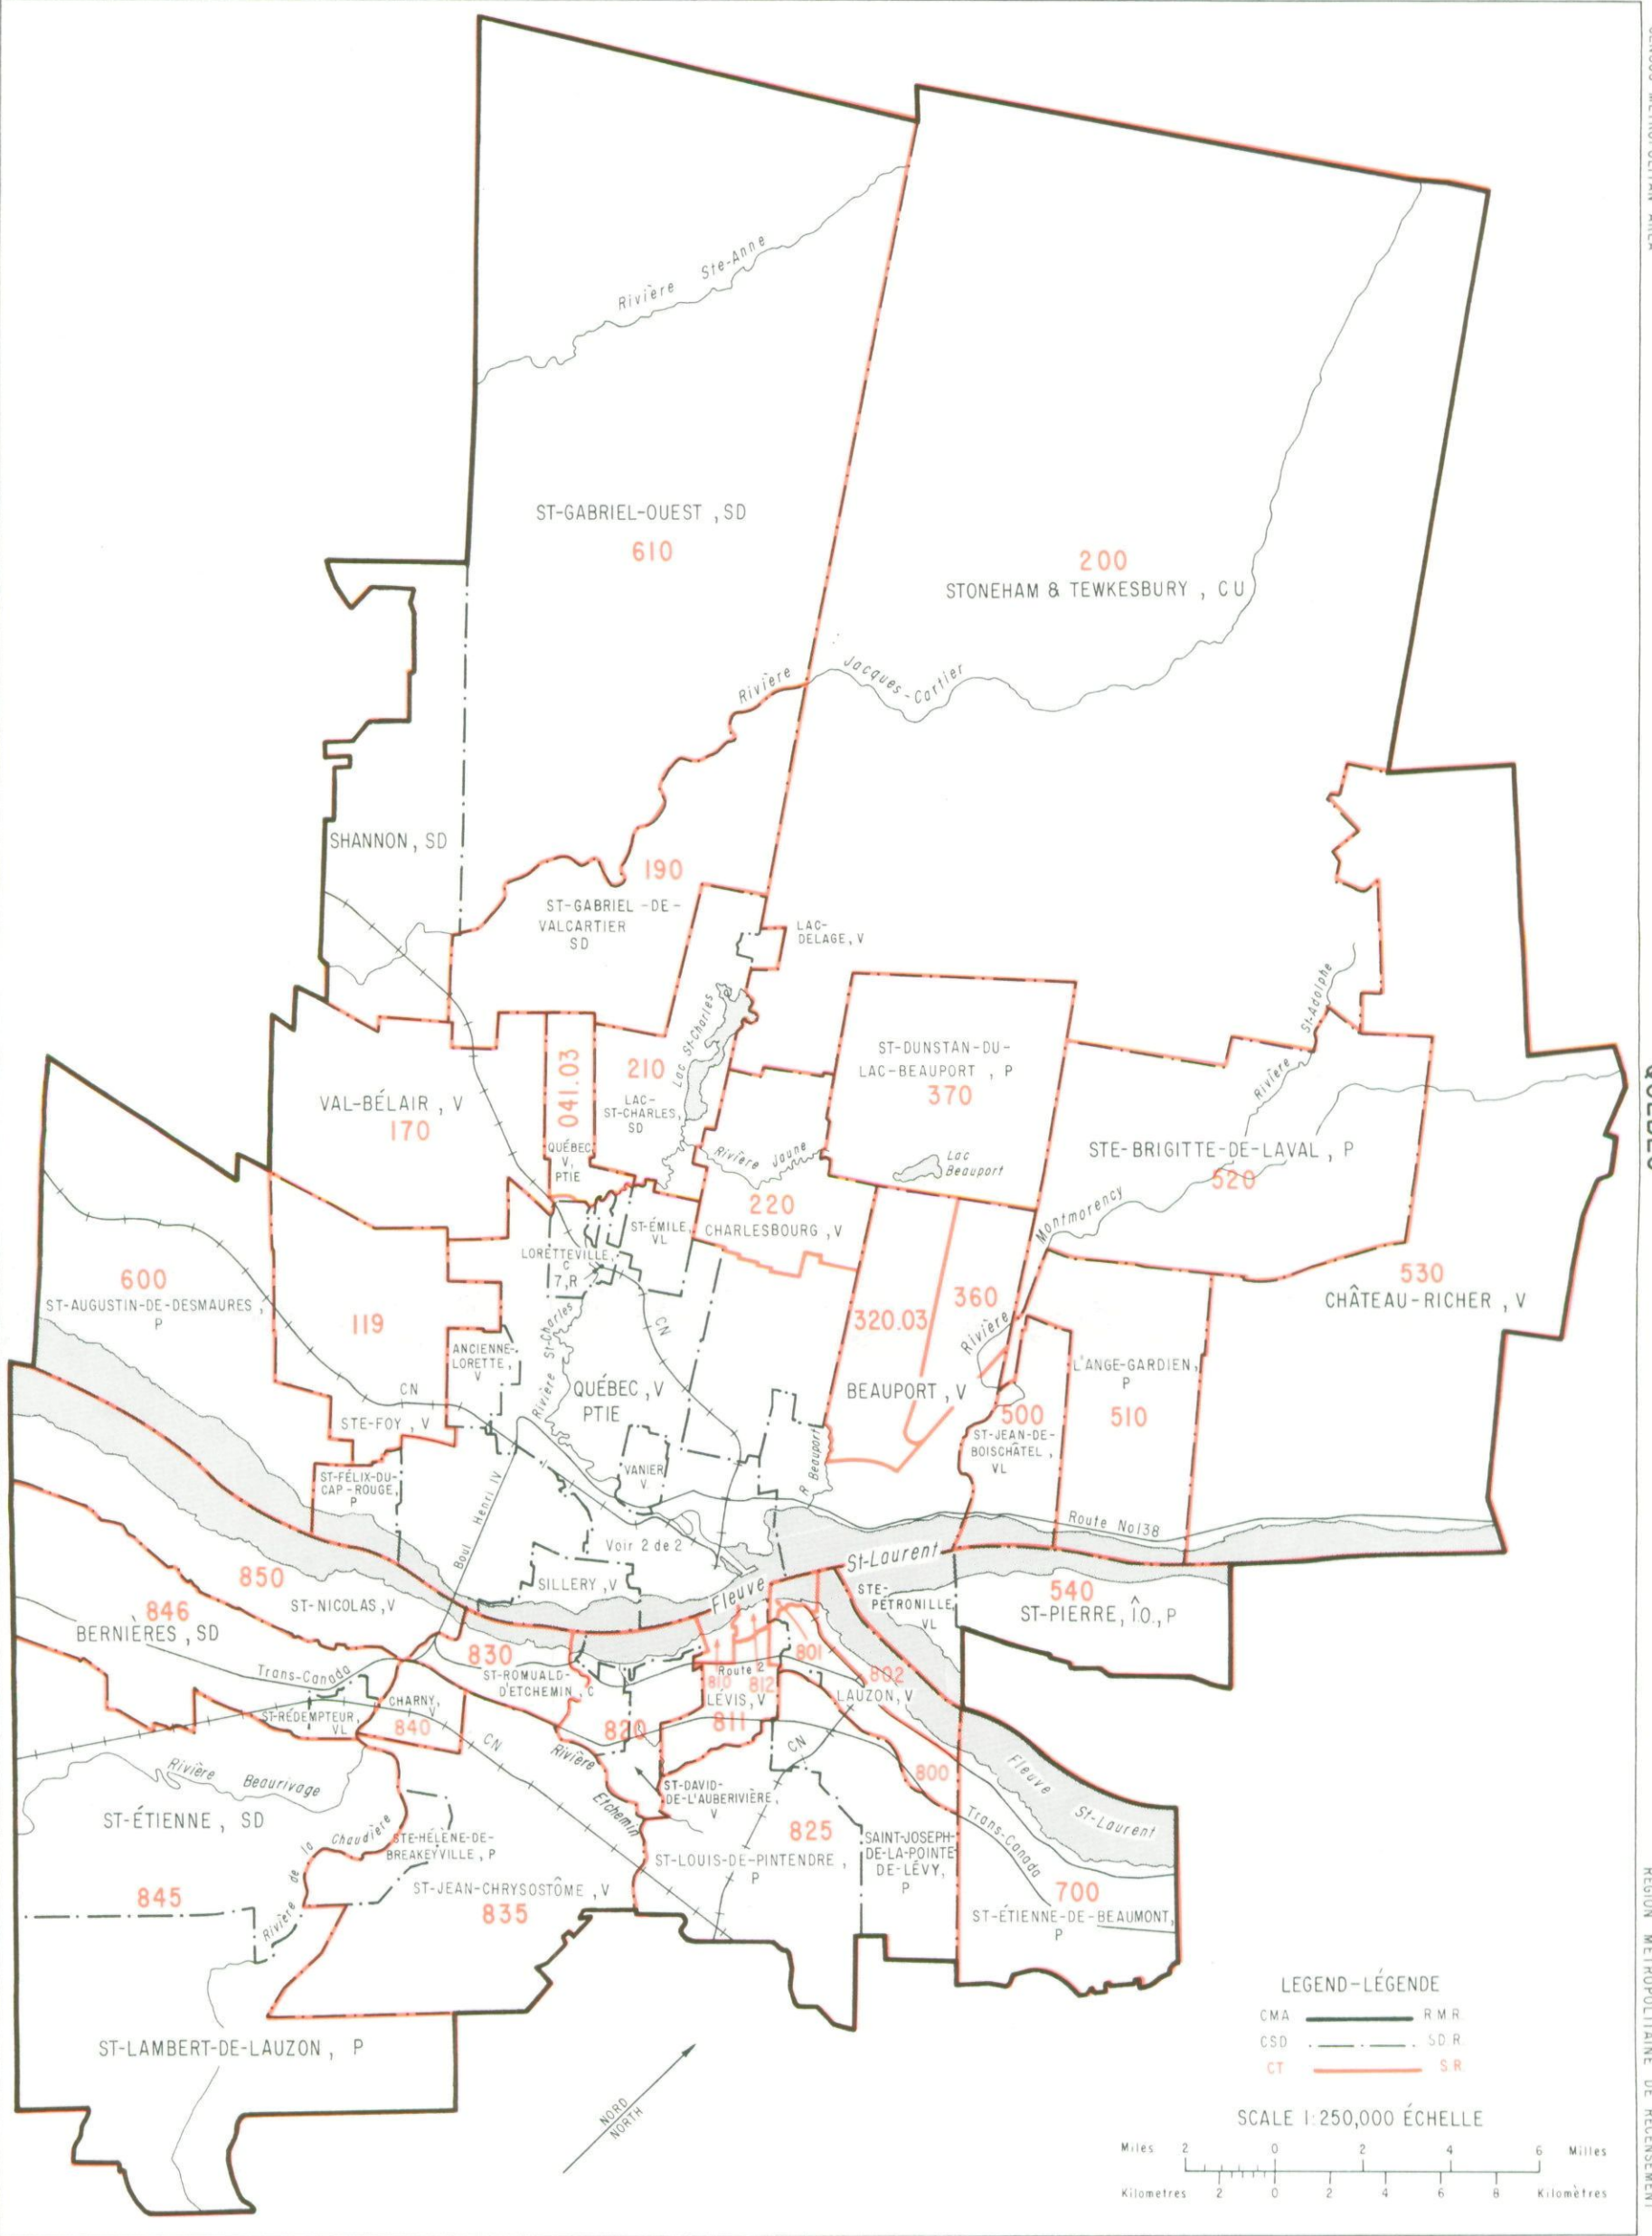 Rivière Ste-Anne
ST-GABRIEL-OUEST , SD
610
200
STONEHAM & TEWKESBURY , CU
Rivière Jacques-Cartier
SHANNON, SD
190
ST-GABRIEL-DE-
VALCARTIER
SD
LAC-
DELAGE, V
Lac St-Charles
210
LAC-
ST-CHARLES,
SD
041.03
QUÉBEC
V,
PTIE
VAL-BÉLAIR , V
170
ST-DUNSTAN-DU-
LAC-BEAUPORT , P
370
Lac
Beauport
Rivière Jaune
220
CHARLESBOURG , V
Rivière St-Adolphe
STE-BRIGITTE-DE-LAVAL , P
520
Rivière Montmorency
530
CHÂTEAU-RICHER , V
600
ST-AUGUSTIN-DE-DESMAURES ,
P
119
CN
ST-ÉMILE,
VL
LORETTEVILLE,
C
7,R
ANCIENNE-
LORETTE ,
V
Rivière St-Charles
CN
QUÉBEC , V
PTIE
320.03
360
BEAUPORT , V
L'ANGE-GARDIEN,
P
510
500
ST-JEAN-DE-
BOISCHÂTEL ,
VL
STE-FOY , V
ST-FÉLIX-DU-
CAP-ROUGE,
P
VANIER
V.
R. Beauport
Boul Henri IV
Voir 2 de 2
SILLERY , V
Route No138
Fleuve St-Laurent
STE-
PÉTRONILLE
VL
540
ST-PIERRE, Î.O., P
850
ST-NICOLAS , V
846
BERNIÈRES , SD
Trans-Canada
830
ST-ROMUALD-
D'ETCHEMIN , C
Route 2
810
812
801
802
LÉVIS, V
811
LAUZON, V
ST-RÉDEMPTEUR,
VL
CHARNY,
V
840
CN
820
Rivière Etchemin
CN
800
ST-DAVID-
DE-L'AUBERIVIÈRE,
V
Fleuve St-Laurent
Trans-Canada
Rivière Beaurivage
ST-ÉTIENNE , SD
Rivière de la Chaudière
STE-HÉLÈNE-DE-
BREAKEYVILLE , P
825
ST-LOUIS-DE-PINTENDRE ,
P
SAINT-JOSEPH-
DE-LA-POINTE
DE-LÉVY,
P
845
ST-JEAN-CHRYSOSTÔME , V
835
700
ST-ÉTIENNE-DE-BEAUMONT,
P
ST-LAMBERT-DE-LAUZON , P
NORD
NORTH
LEGEND-LÉGENDE
CMA R.M.R.
CSD S.D.R.
CT S.R.
SCALE 1:250,000 ÉCHELLE
Miles 2 0 2 4 6 Milles
Kilometres 2 0 2 4 6 8 Kilomètres
RÉGION MÉTROPOLITAINE DE RECENSEMENT